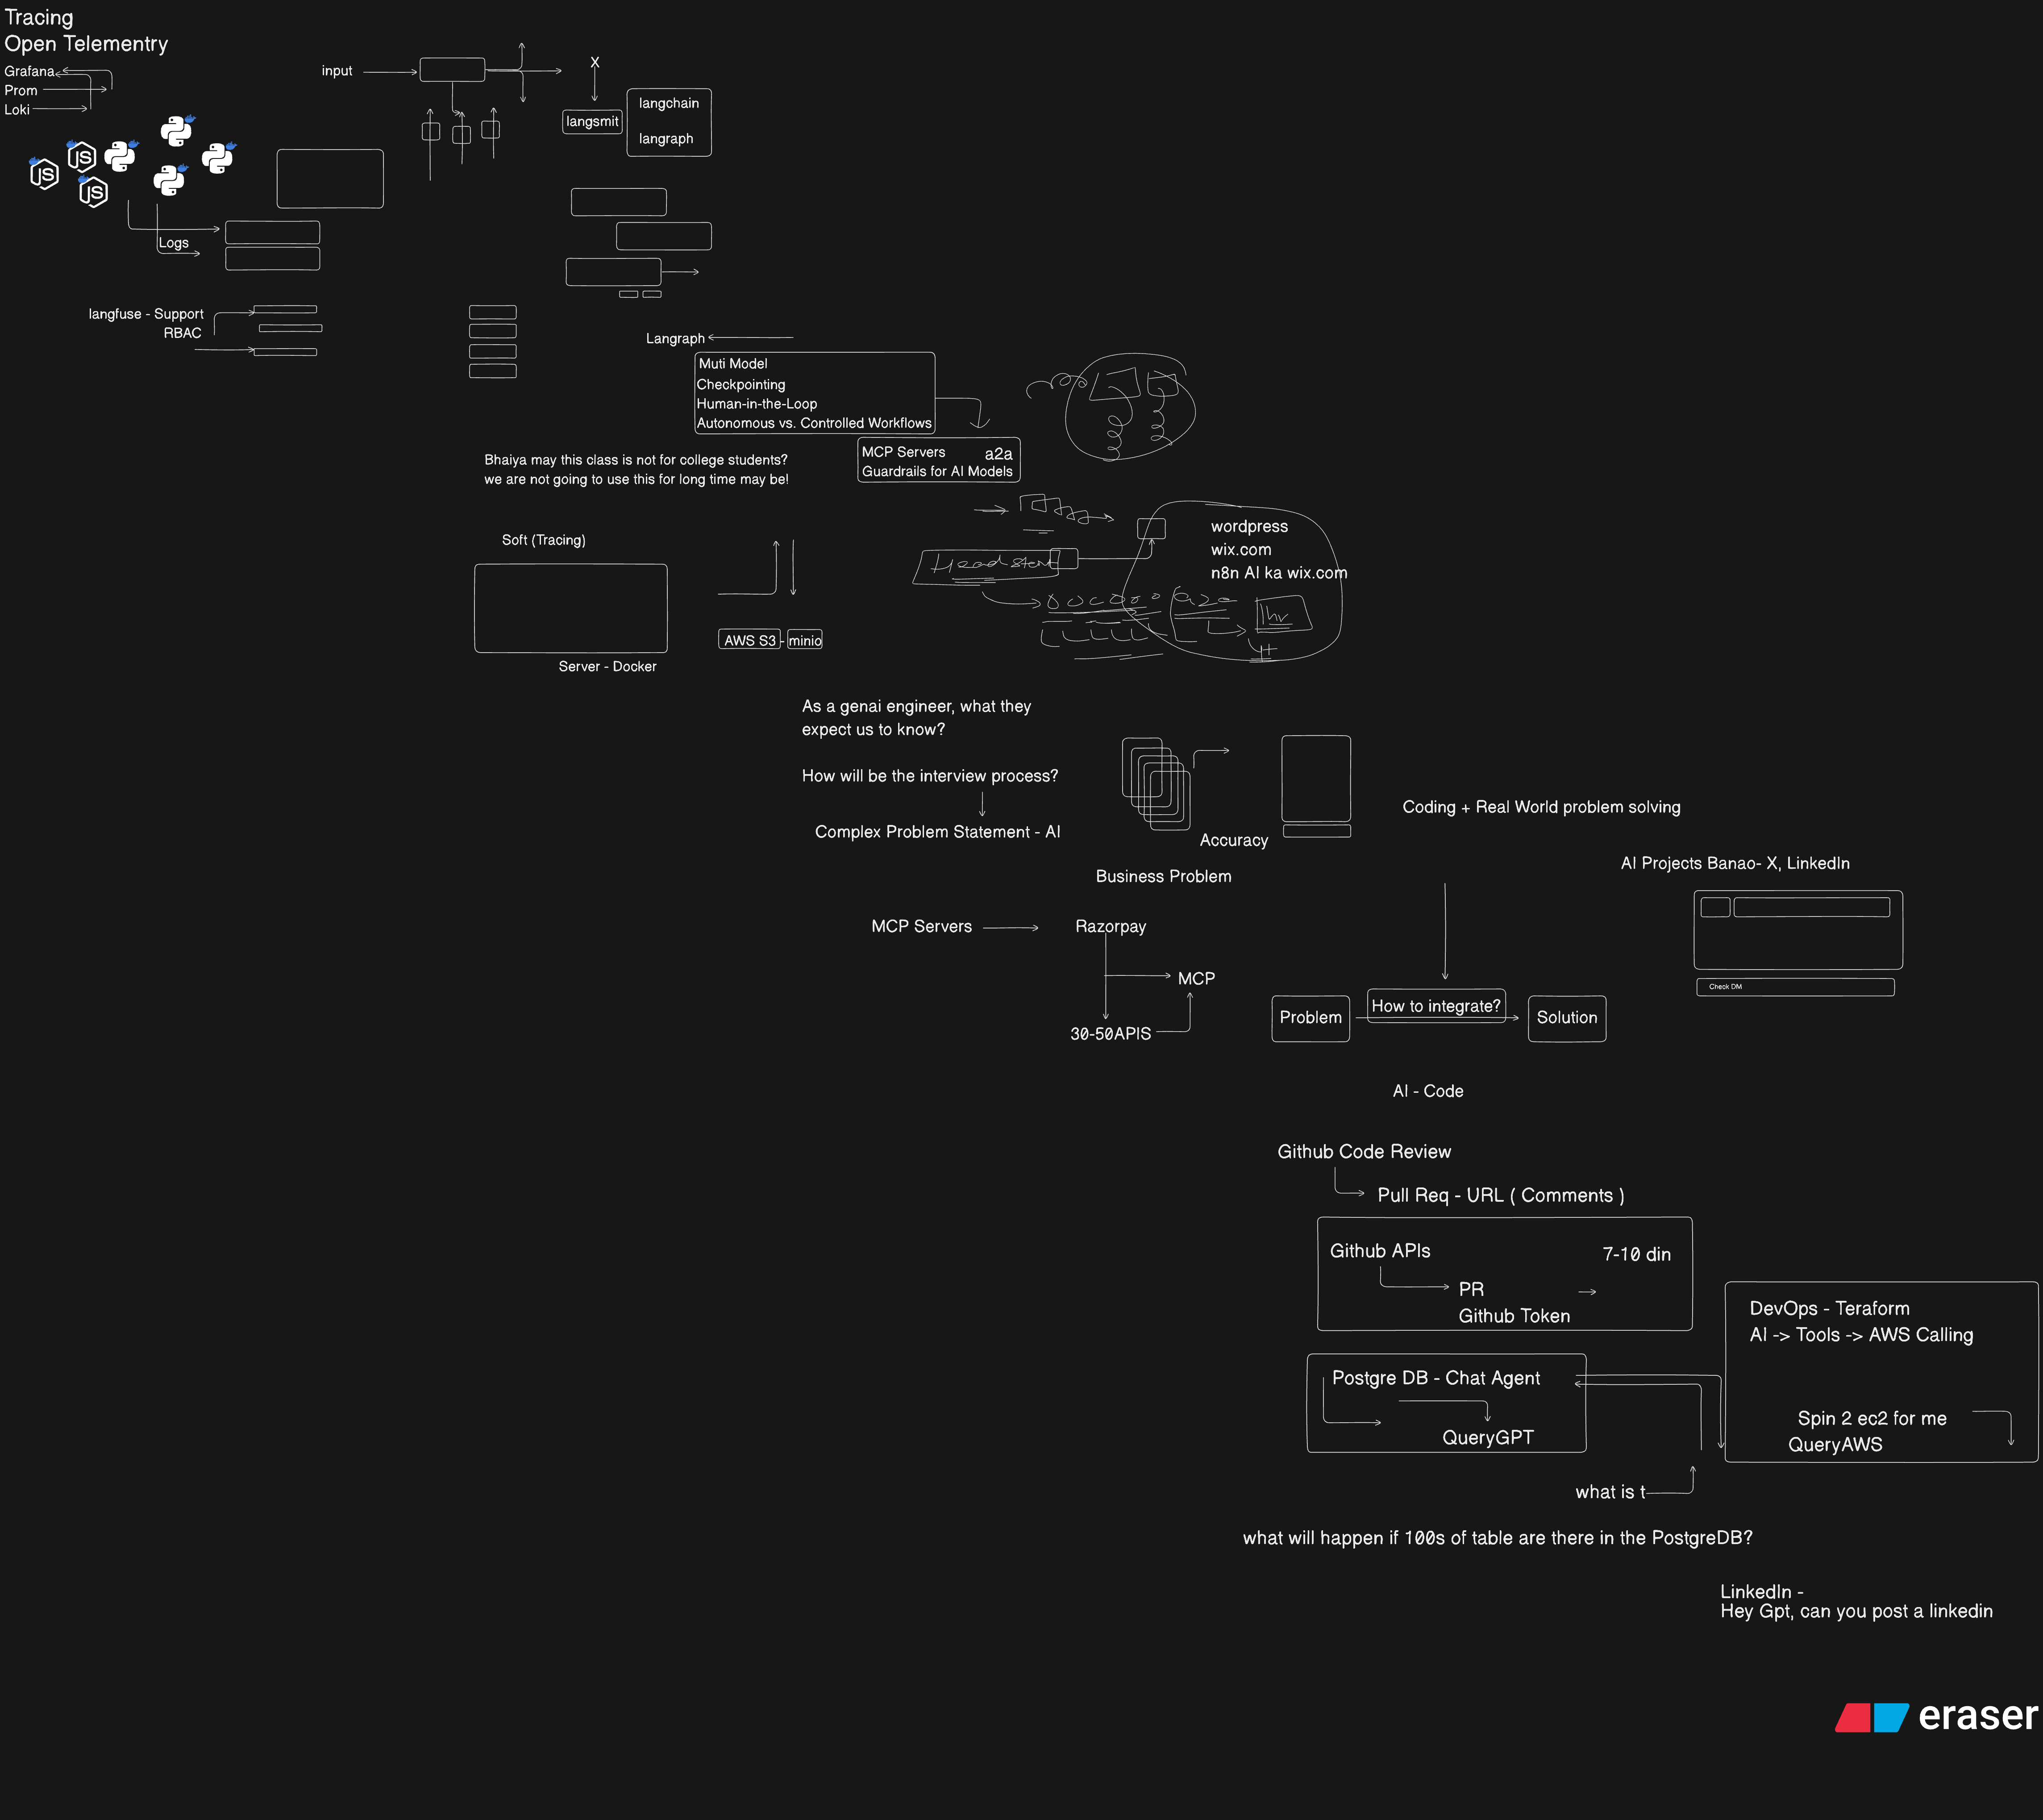 Tracing
Open Telementry
Grafana
Prom
Loki
input
X
langsmit
langchain
langraph
JS
JS
JS
Logs
langfuse - Support
RBAC
Langraph
Muti Model
Checkpointing
Human-in-the-Loop
Autonomous vs. Controlled Workflows
MCP Servers
a2a
Guardrails for AI Models
Bhaiya may this class is not for college students?
we are not going to use this for long time may be!
Soft (Tracing)
Server - Docker
AWS S3 - minio
Head start
wordpress
wix.com
n8n AI ka wix.com
1hr
As a genai engineer, what they
expect us to know?
How will be the interview process?
Complex Problem Statement - AI
Accuracy
Coding + Real World problem solving
Business Problem
AI Projects Banao- X, LinkedIn
Check DM
MCP Servers
Razorpay
MCP
30-50APIS
Problem
How to integrate?
Solution
AI - Code
Github Code Review
Pull Req - URL ( Comments )
Github APIs
7-10 din
PR
Github Token
DevOps - Teraform
AI -> Tools -> AWS Calling
Postgre DB - Chat Agent
QueryGPT
Spin 2 ec2 for me
QueryAWS
what is t
what will happen if 100s of table are there in the PostgreDB?
LinkedIn -
Hey Gpt, can you post a linkedin
eraser